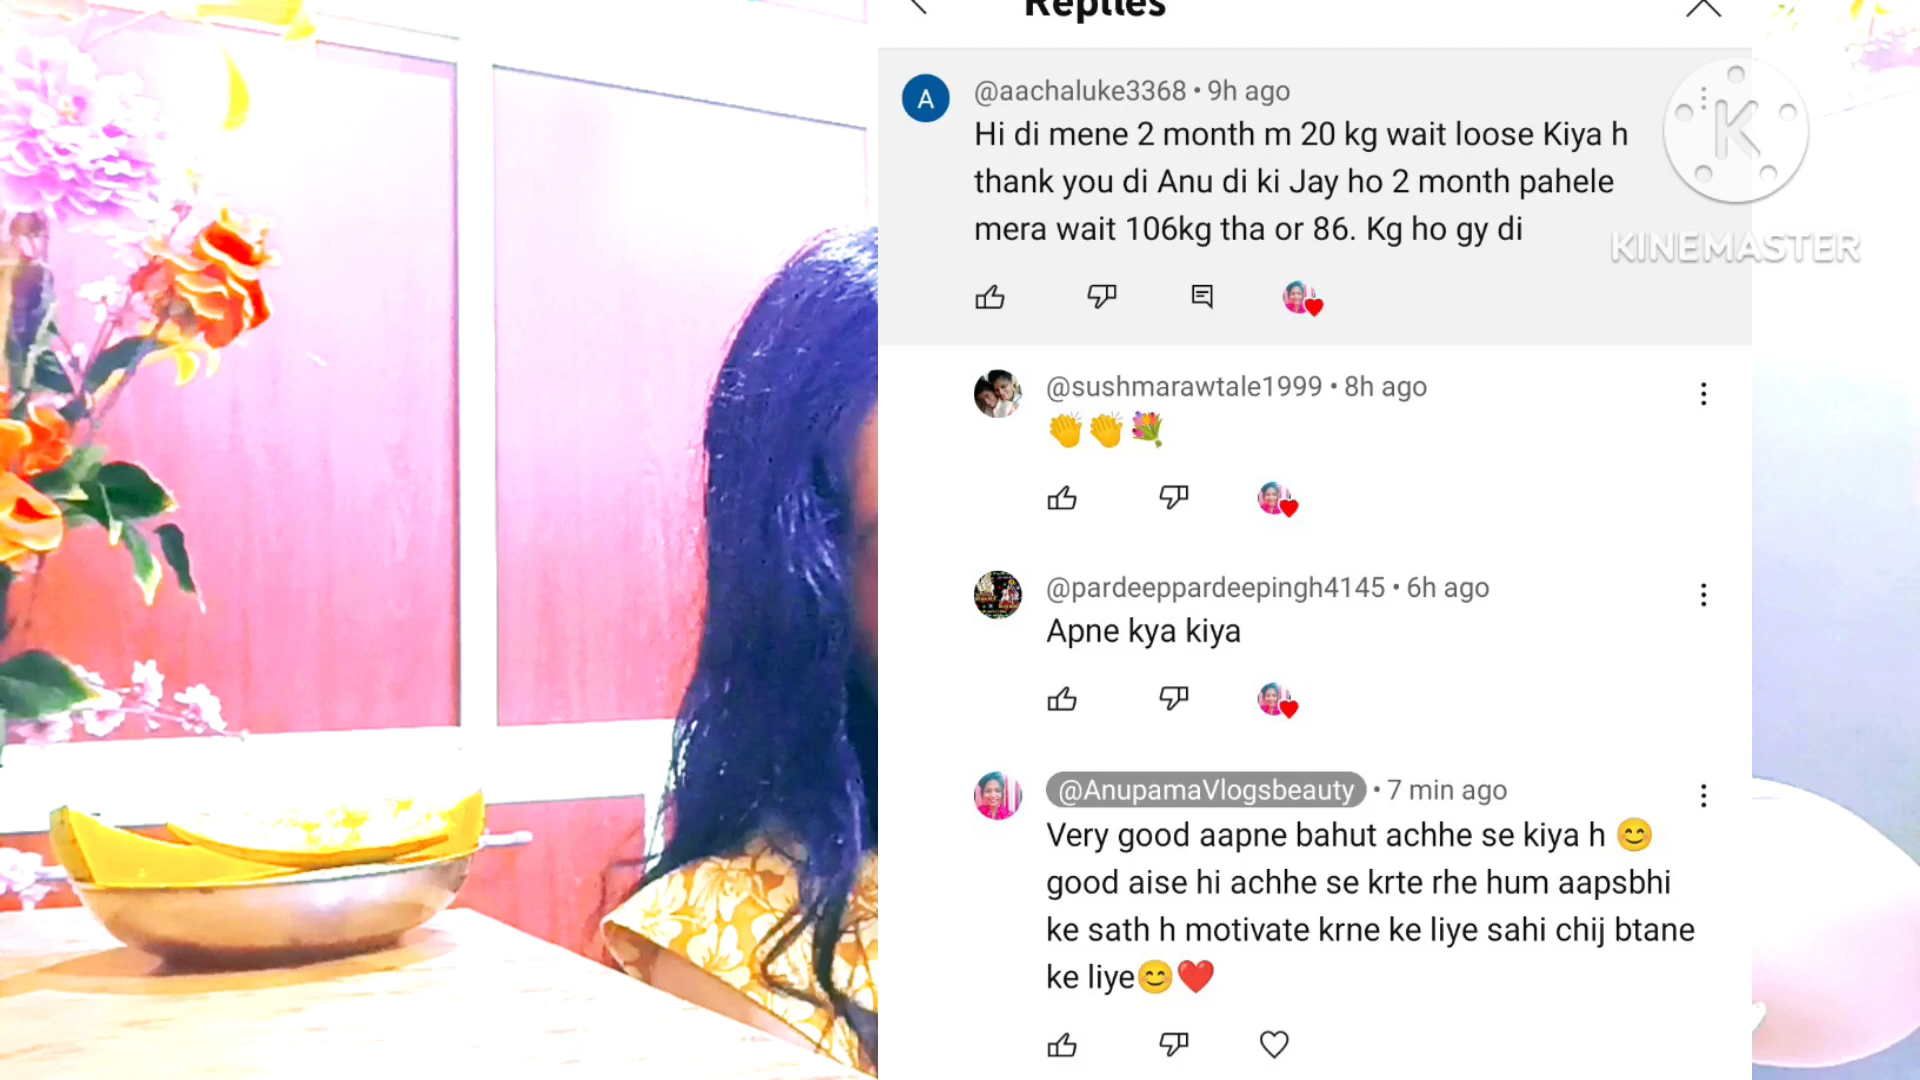 Replies
A
@aachaluke3368 • 9h ago
Hi di mene 2 month m 20 kg wait loose Kiya h
thank you di Anu di ki Jay ho 2 month pahele
mera wait 106kg tha or 86. Kg ho gy di
K
KINEMASTER
@sushmarawtale1999 • 8h ago
👏👏💐
@pardeeppardeepingh4145 • 6h ago
Apne kya kiya
@AnupamaVlogsbeauty • 7 min ago
Very good aapne bahut achhe se kiya h 😊
good aise hi achhe se krte rhe hum aapsbhi
ke sath h motivate krne ke liye sahi chij btane
ke liye😊❤️